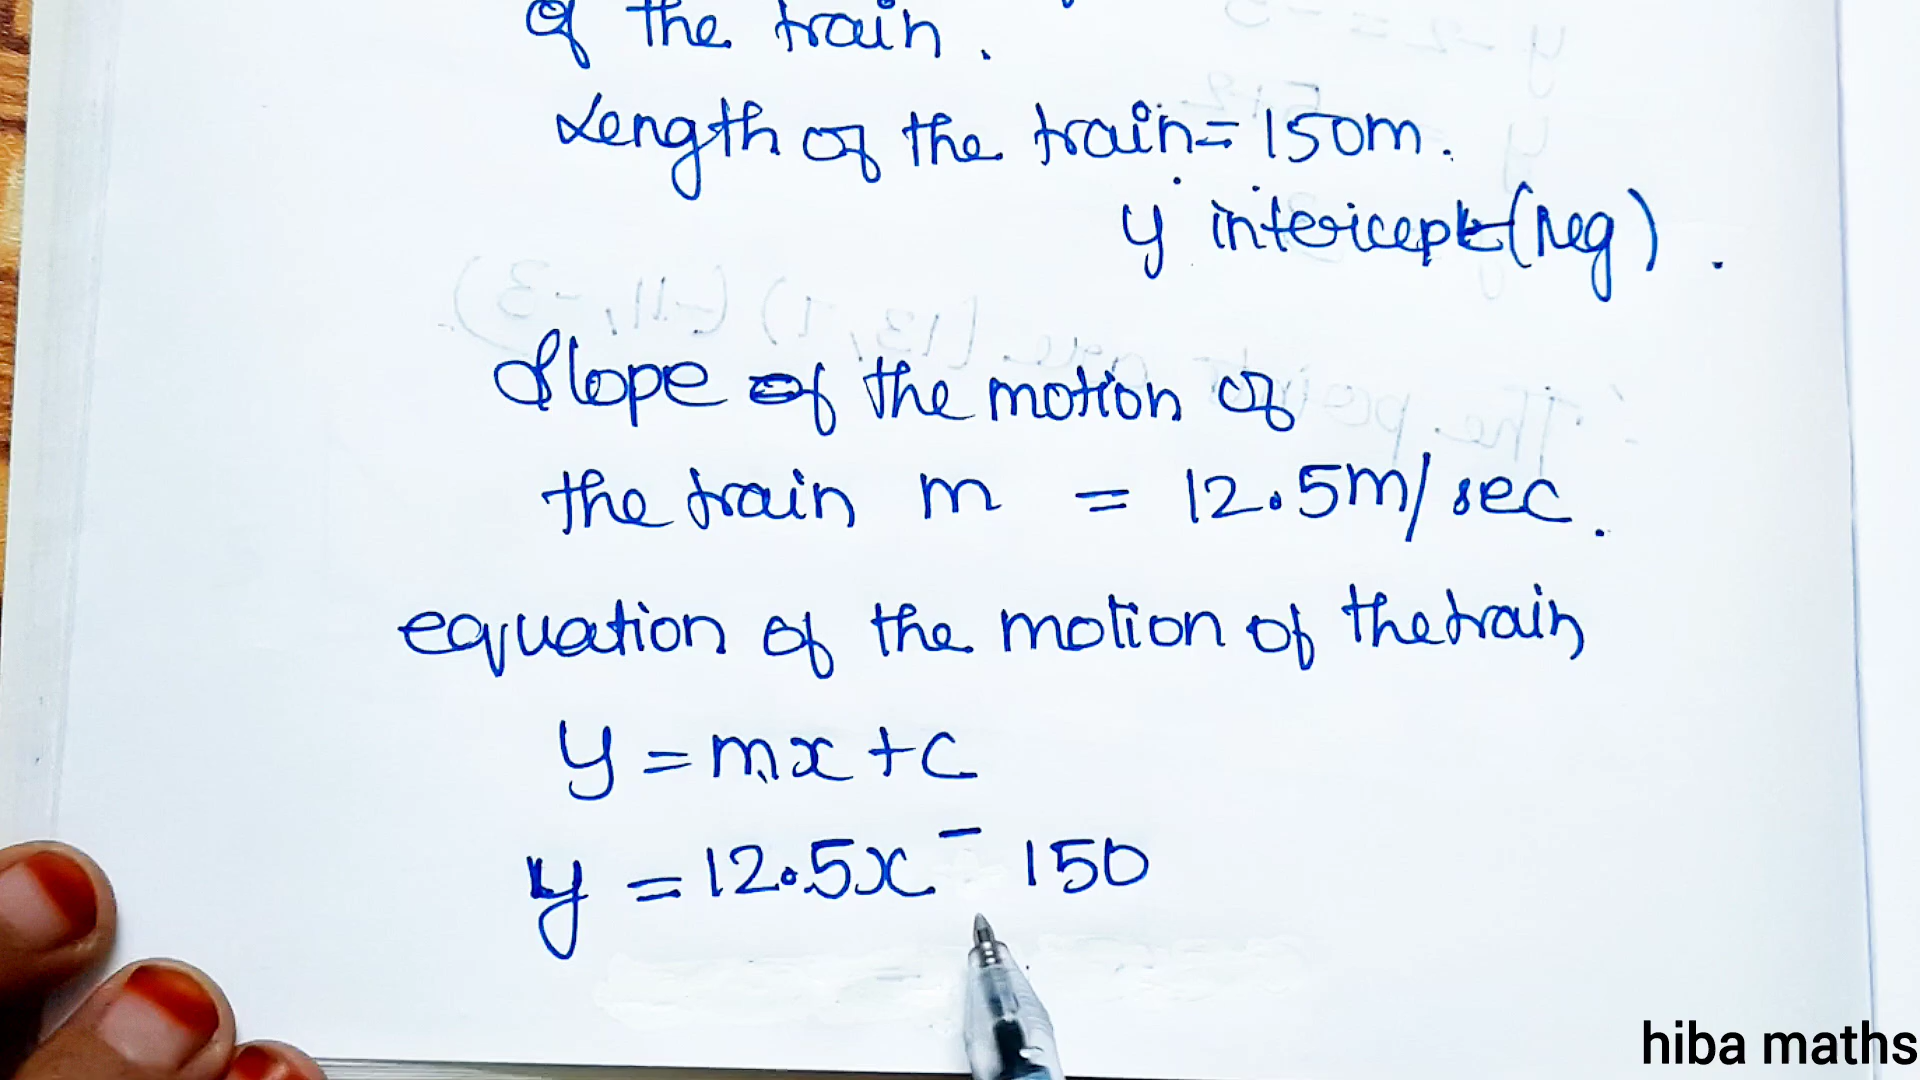 of the train.
Length of the train = 150m.
y intericept (Neg).
Slope of the motion of
the train m = 12.5m/sec.
equation of the motion of the train
y = mx + c
y = 12.5x - 150
hiba maths